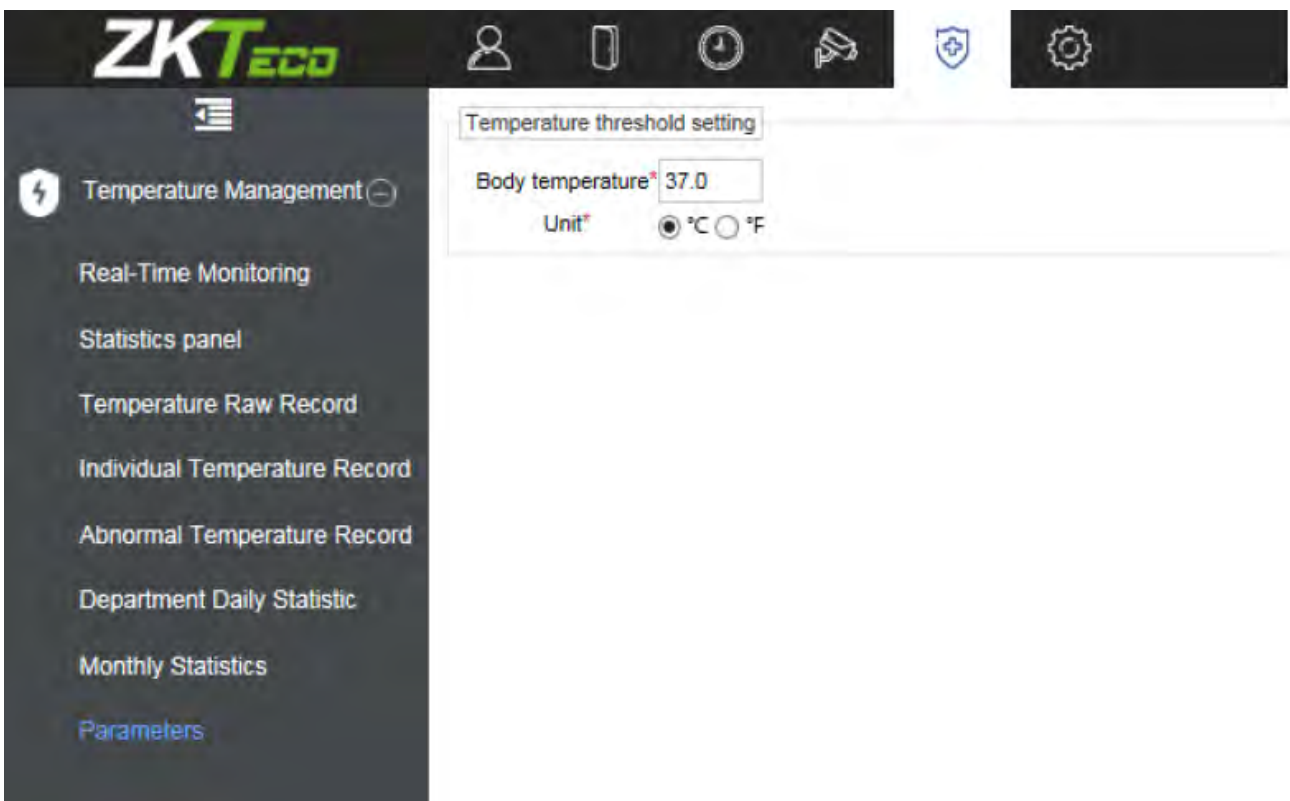 ZKTECO
Temperature threshold setting
Body temperature* 37.0
Unit* °C °F
Temperature Management
Real-Time Monitoring
Statistics panel
Temperature Raw Record
Individual Temperature Record
Abnormal Temperature Record
Department Daily Statistic
Monthly Statistics
Parameters